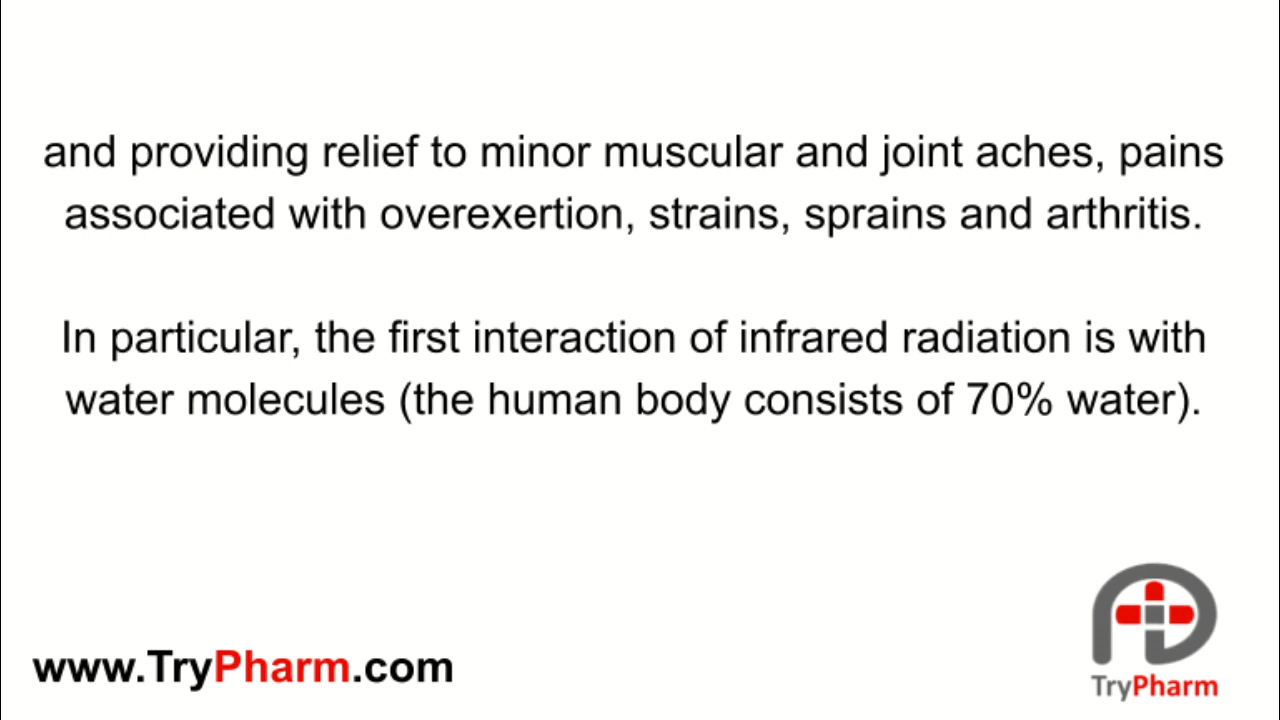 and providing relief to minor muscular and joint aches, pains
associated with overexertion, strains, sprains and arthritis.
In particular, the first interaction of infrared radiation is with
water molecules (the human body consists of 70% water).
www.TryPharm.com
TryPharm